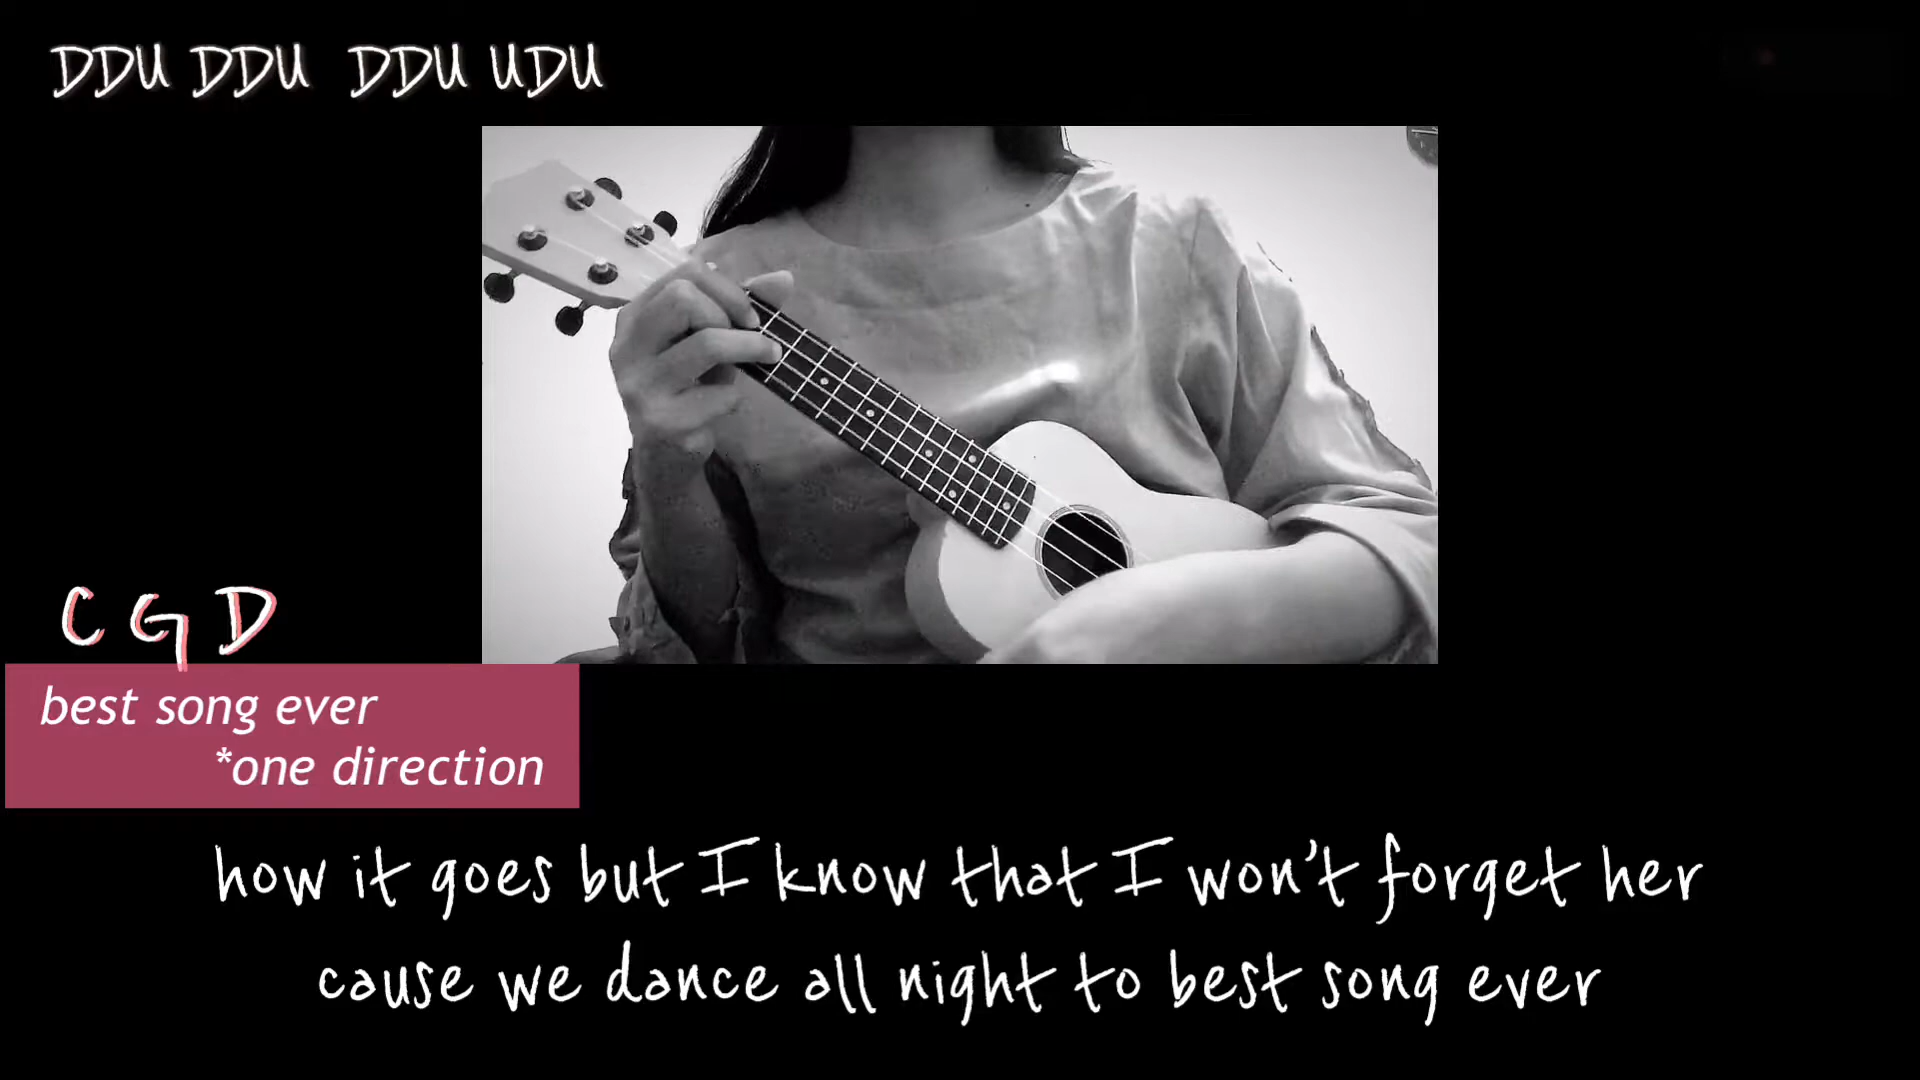 DDU DDU DDU UDU
C G D
best song ever
*one direction
how it goes but I know that I won't forget her
cause we dance all night to best song ever